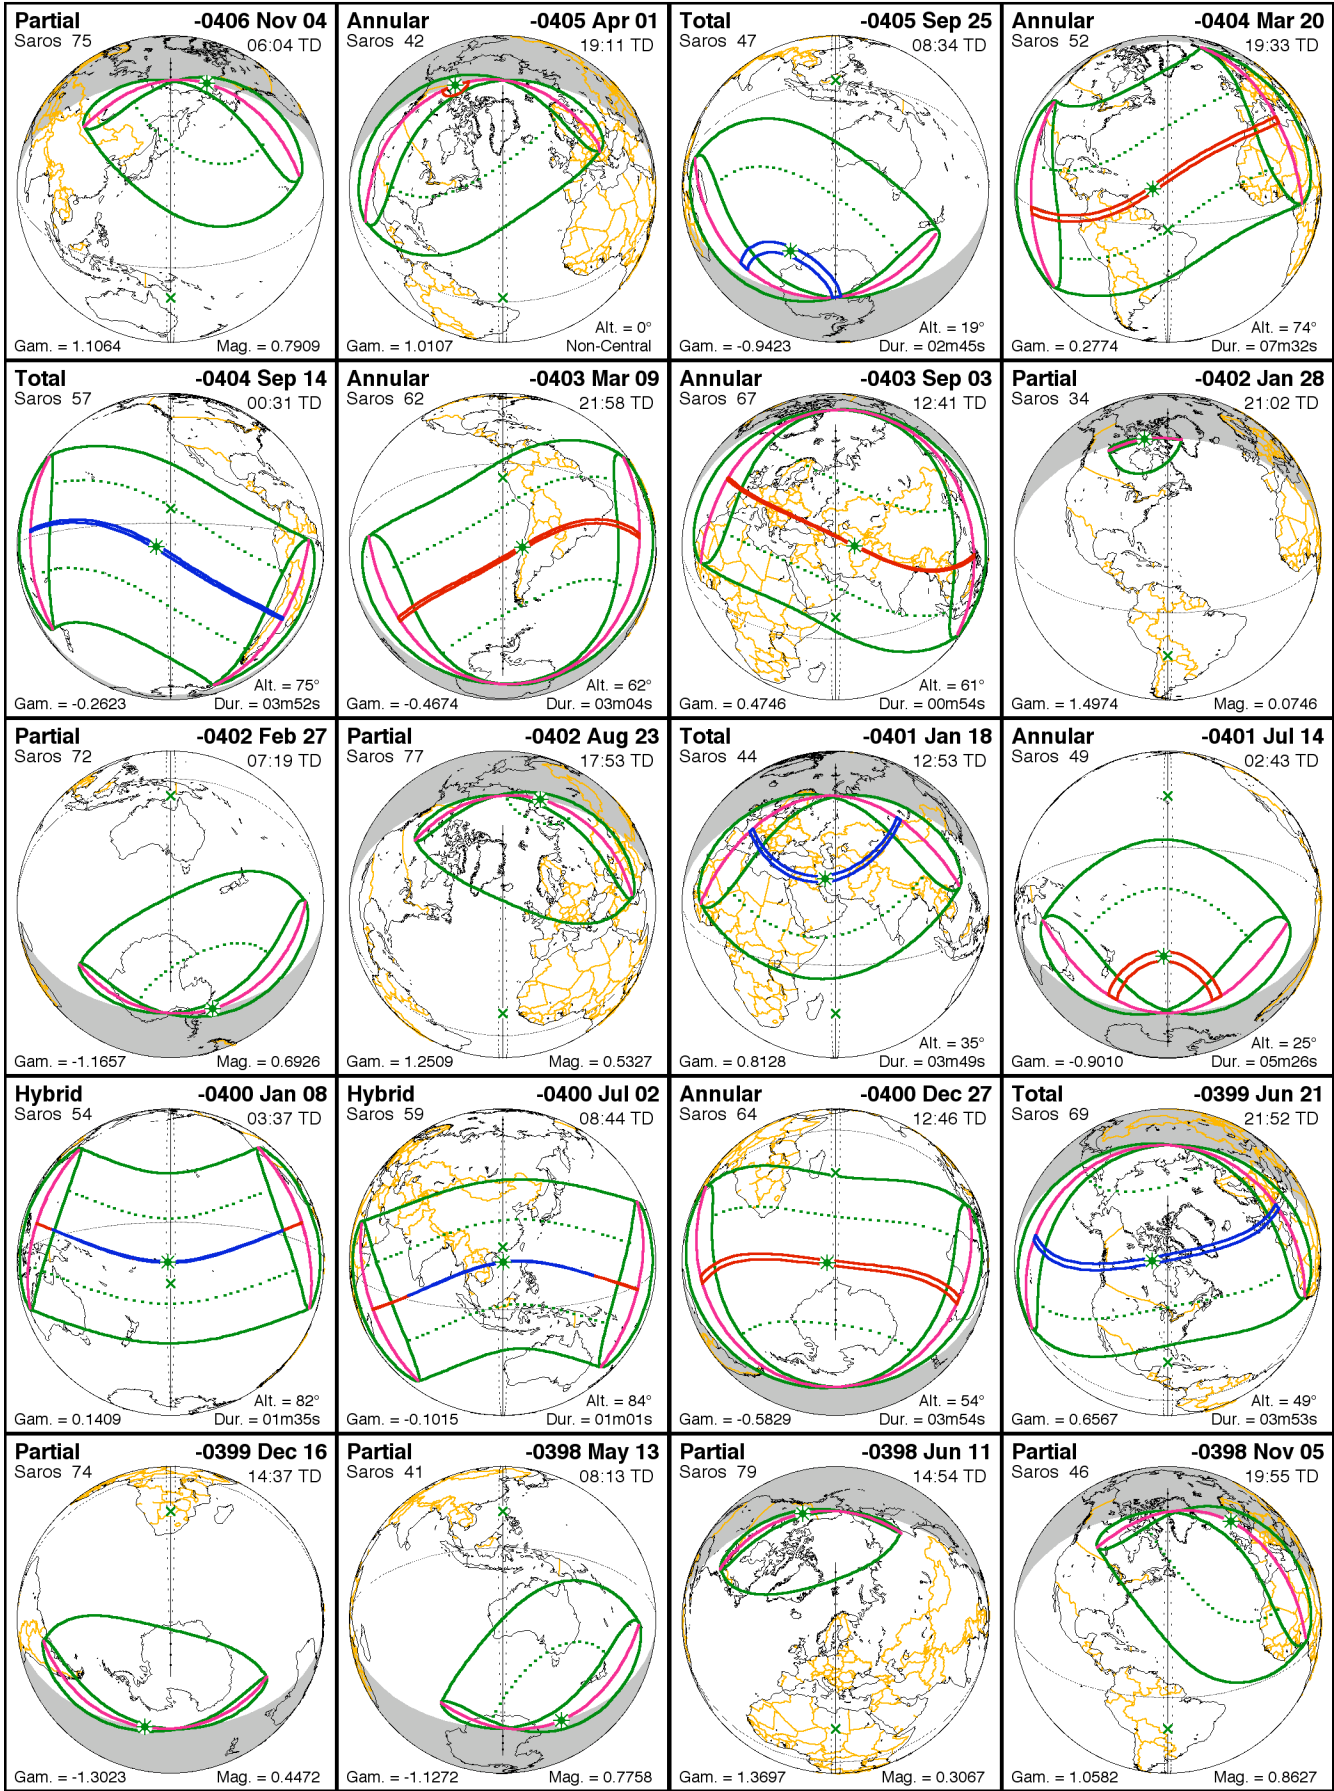 Partial -0406 Nov 04
Saros 75 06:04 TD
Gam. = 1.1064 Mag. = 0.7909
Annular -0405 Apr 01
Saros 42 19:11 TD
Alt. = 0°
Gam. = 1.0107 Non-Central
Total -0405 Sep 25
Saros 47 08:34 TD
Alt. = 19°
Gam. = -0.9423 Dur. = 02m45s
Annular -0404 Mar 20
Saros 52 19:33 TD
Alt. = 74°
Gam. = 0.2774 Dur. = 07m32s
Total -0404 Sep 14
Saros 57 00:31 TD
Alt. = 75°
Gam. = -0.2623 Dur. = 03m52s
Annular -0403 Mar 09
Saros 62 21:58 TD
Alt. = 62°
Gam. = -0.4674 Dur. = 03m04s
Annular -0403 Sep 03
Saros 67 12:41 TD
Alt. = 61°
Gam. = 0.4746 Dur. = 00m54s
Partial -0402 Jan 28
Saros 34 21:02 TD
Gam. = 1.4974 Mag. = 0.0746
Partial -0402 Feb 27
Saros 72 07:19 TD
Gam. = -1.1657 Mag. = 0.6926
Partial -0402 Aug 23
Saros 77 17:53 TD
Gam. = 1.2509 Mag. = 0.5327
Total -0401 Jan 18
Saros 44 12:53 TD
Alt. = 35°
Gam. = 0.8128 Dur. = 03m49s
Annular -0401 Jul 14
Saros 49 02:43 TD
Alt. = 25°
Gam. = -0.9010 Dur. = 05m26s
Hybrid -0400 Jan 08
Saros 54 03:37 TD
Alt. = 82°
Gam. = 0.1409 Dur. = 01m35s
Hybrid -0400 Jul 02
Saros 59 08:44 TD
Alt. = 84°
Gam. = -0.1015 Dur. = 01m01s
Annular -0400 Dec 27
Saros 64 12:46 TD
Alt. = 54°
Gam. = -0.5829 Dur. = 03m54s
Total -0399 Jun 21
Saros 69 21:52 TD
Alt. = 49°
Gam. = 0.6567 Dur. = 03m53s
Partial -0399 Dec 16
Saros 74 14:37 TD
Gam. = -1.3023 Mag. = 0.4472
Partial -0398 May 13
Saros 41 08:13 TD
Gam. = -1.1272 Mag. = 0.7758
Partial -0398 Jun 11
Saros 79 14:54 TD
Gam. = 1.3697 Mag. = 0.3067
Partial -0398 Nov 05
Saros 46 19:55 TD
Gam. = 1.0582 Mag. = 0.8627